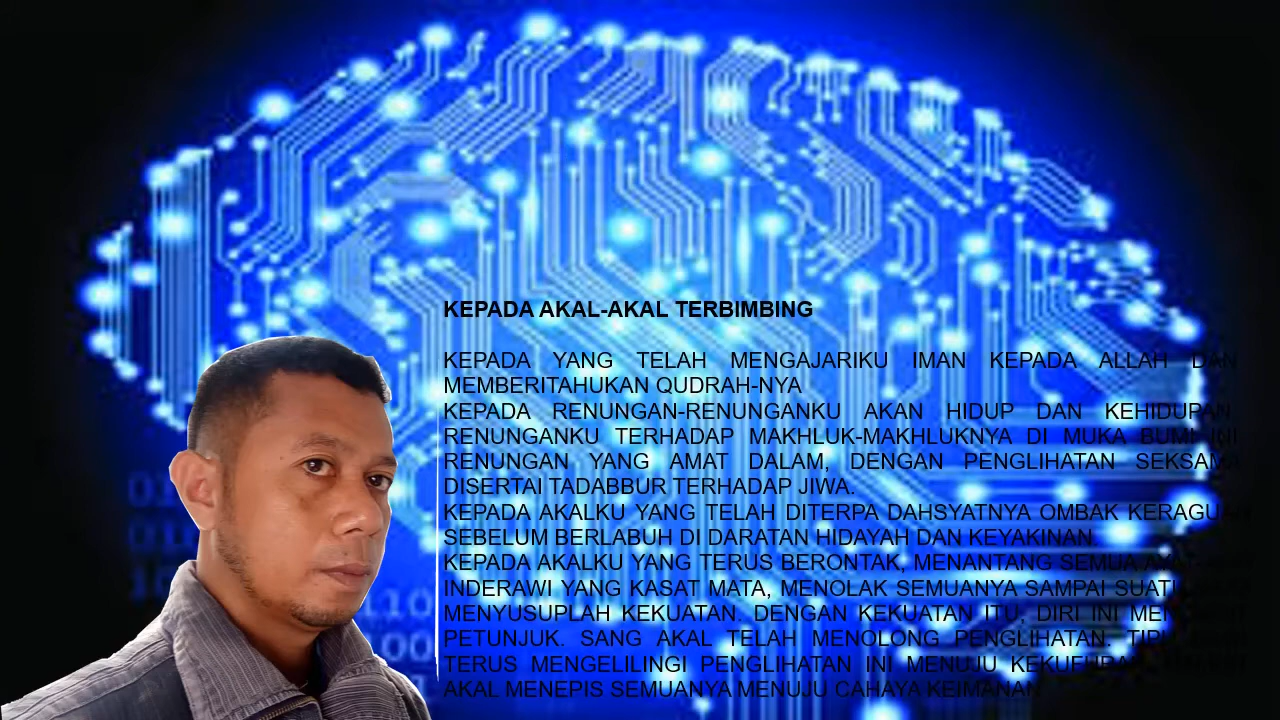 KEPADA AKAL-AKAL TERBIMBING
KEPADA YANG TELAH MENGAJARIKU IMAN KEPADA ALLAH DAN
MEMBERITAHUKAN QUDRAH-NYA
KEPADA RENUNGAN-RENUNGANKU AKAN HIDUP DAN KEHIDUPAN.
RENUNGANKU TERHADAP MAKHLUK-MAKHLUKNYA DI MUKA BUMI INI
RENUNGAN YANG AMAT DALAM, DENGAN PENGLIHATAN SEKSAMA
DISERTAI TADABBUR TERHADAP JIWA.
KEPADA AKALKU YANG TELAH DITERPA DAHSYATNYA OMBAK
SEBELUM BERLABUH DI DARATAN HIDAYAH DAN KEYAKINAN.
KEPADA AKALKU YANG TERUS BERONTAK, MENANTANG SEMUA
INDERAWI YANG KASAT MATA, MENOLAK SEMUANYA SAMPAI
MENYUSUPLAH KEKUATAN. DENGAN KEKUATAN ITU, DIRI INI
PETUNJUK. SANG AKAL TELAH MENOLONG PENGLIHATAN.
TERUS MENGELILINGI PENGLIHATAN INI MENUJU
AKAL MENEPIS SEMUANYA MENUJU CAHAYA KEIMANAN